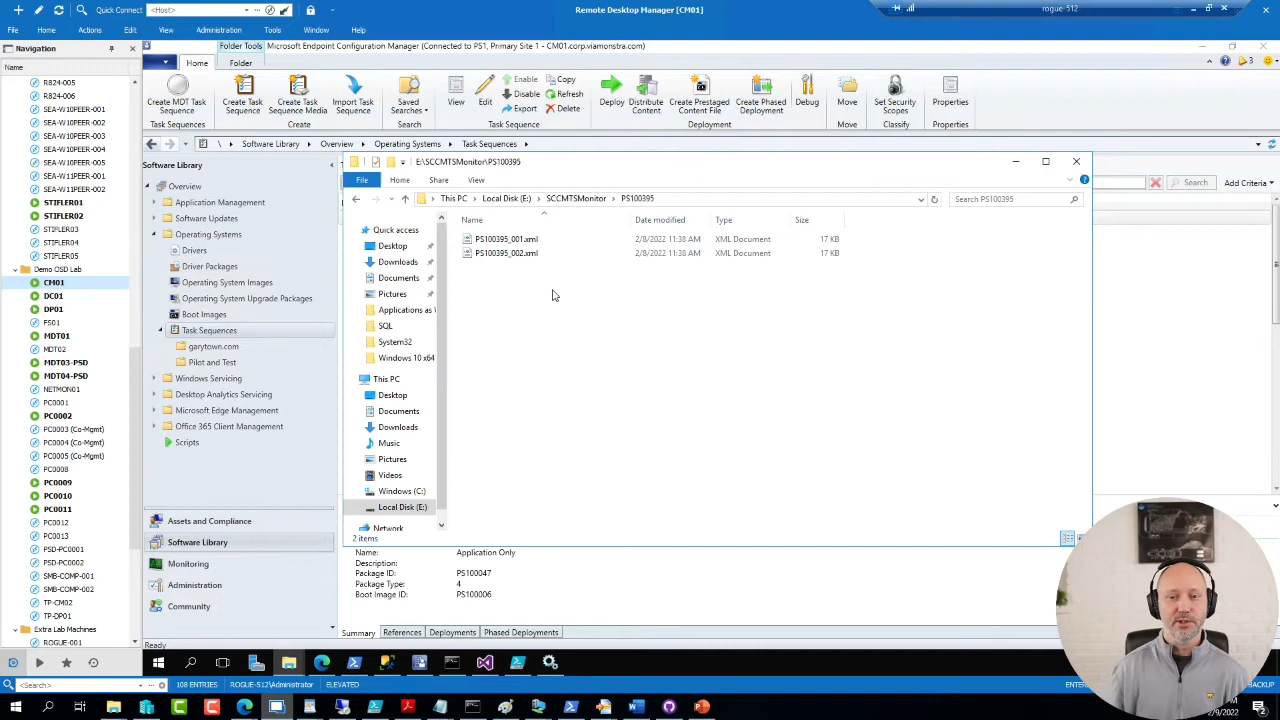 Quick Connect
<Host>
Remote Desktop Manager [CM01]
rogue-512
File Home Actions Edit View Administration Tools Window Help
Navigation
Name
R824-005
R824-006
SEA-W10PEER-001
SEA-W10PEER-002
SEA-W10PEER-003
SEA-W10PEER-004
SEA-W10PEER-005
SEA-W11PEER-001
SEA-W11PEER-002
STIFLER01
STIFLER02
STIFLER03
STIFLER04
STIFLER05
Demo OSD Lab
CM01
DC01
DP01
FS01
MDT01
MDT02
MDT03-PSD
MDT04-PSD
NETMON01
PC0001
PC0002
PC0003 (Co-Mgmt)
PC0004 (Co-Mgmt)
PC0005 (Co-Mgmt)
PC0008
PC0009
PC0010
PC0011
PC0012
PC0013
PSD-PC0001
PSD-PC0002
SMB-COMP-001
SMB-COMP-002
TP-CM02
TP-DP01
Extra Lab Machines
ROGUE-001
Folder Tools
Microsoft Endpoint Configuration Manager (Connected to PS1, Primary Site 1 - CM01.corp.viamonstra.com)
Home Folder
3
Create MDT Task Sequence
Task Sequences
Create Task Sequence
Create Task Sequence Media
Import Task Sequence
Create
Saved Searches
Search
View
Edit
Enable
Disable
Export
Copy
Refresh
Delete
Task Sequence
Deploy
Distribute Content
Create Prestaged Content File
Create Phased Deployment
Deployment
Debug
Move
Move
Set Security Scopes
Classify
Properties
Properties
\ Software Library Overview Operating Systems Task Sequences
Software Library
Overview
Application Management
Software Updates
Operating Systems
Drivers
Driver Packages
Operating System Images
Operating System Upgrade Packages
Boot Images
Task Sequences
garytown.com
Pilot and Test
Windows Servicing
Desktop Analytics Servicing
Microsoft Edge Management
Office 365 Client Management
Scripts
Assets and Compliance
Software Library
Monitoring
Administration
Community
Search
Add Criteria
E:\SCCMTSMonitor\PS100395
File Home Share View
This PC Local Disk (E:) SCCMTSMonitor PS100395
Search PS100395
Name Date modified Type Size
PS100395_001.xml 2/8/2022 11:38 AM XML Document 17 KB
PS100395_002.xml 2/8/2022 11:38 AM XML Document 17 KB
Quick access
Desktop
Downloads
Documents
Pictures
Applications as
SQL
System32
Windows 10 x64
This PC
Desktop
Documents
Downloads
Music
Pictures
Videos
Windows (C:)
Local Disk (E:)
Network
2 items
Name: Application Only
Description:
Package ID: PS100047
Package Type: 4
Boot Image ID: PS100006
Summary References Deployments Phased Deployments
Ready
<Search>
108 ENTRIES
ROGUE-512\Administrator
ELEVATED
BACKUP
2/9/2022
2